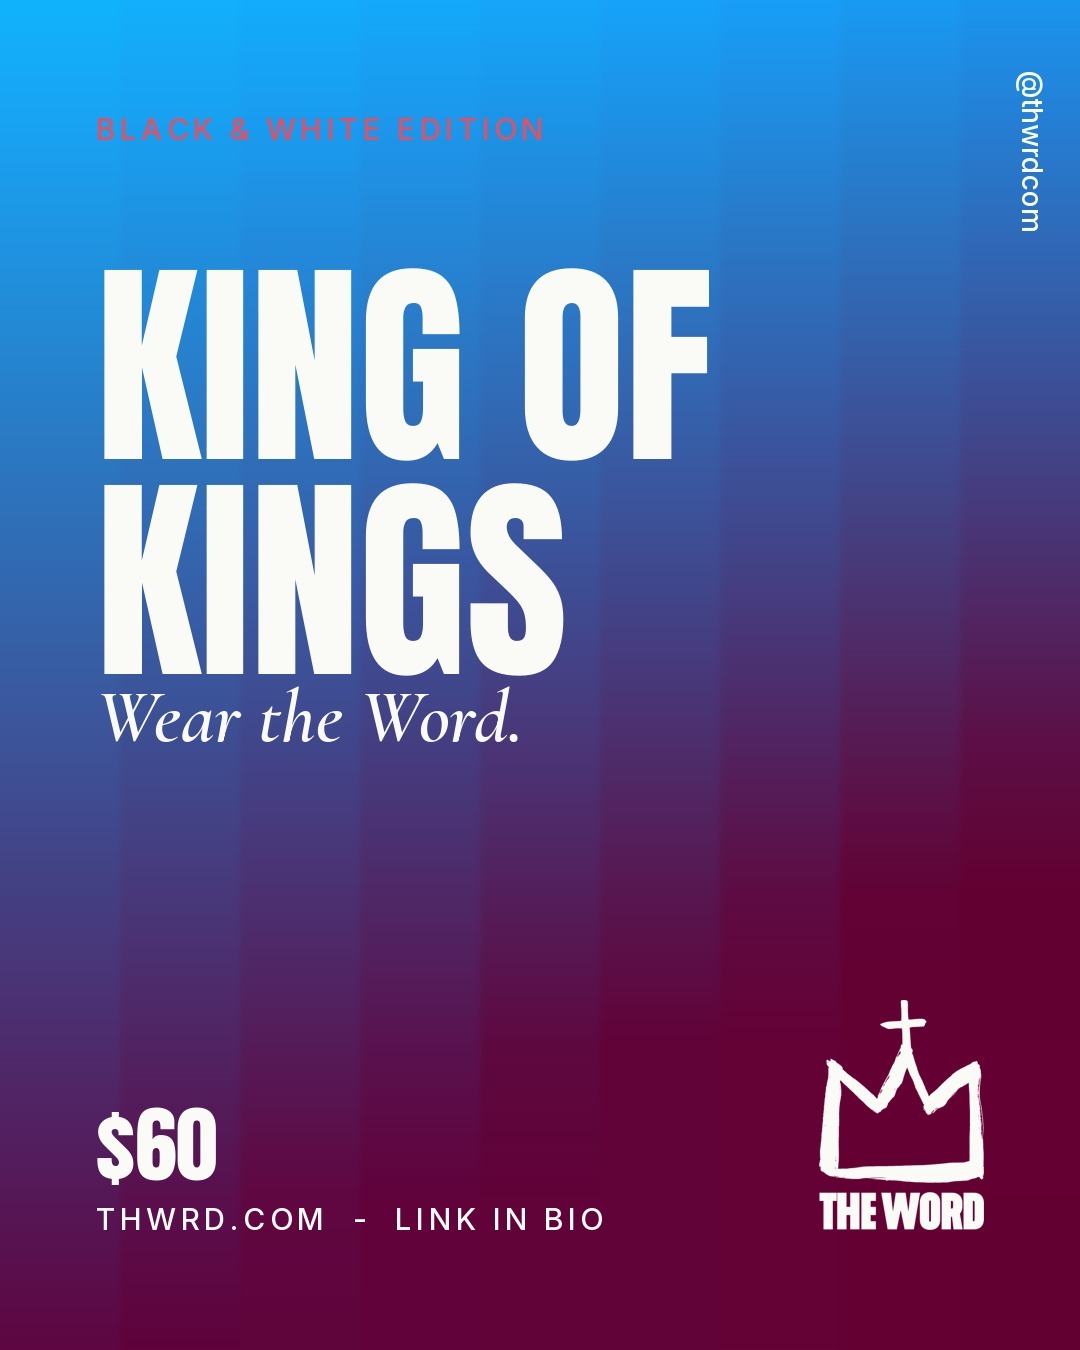 BLACK & WHITE EDITION
@thwrdcom
KING OF
KINGS
Wear the Word.
$60
THWRD.COM - LINK IN BIO
THE WORD